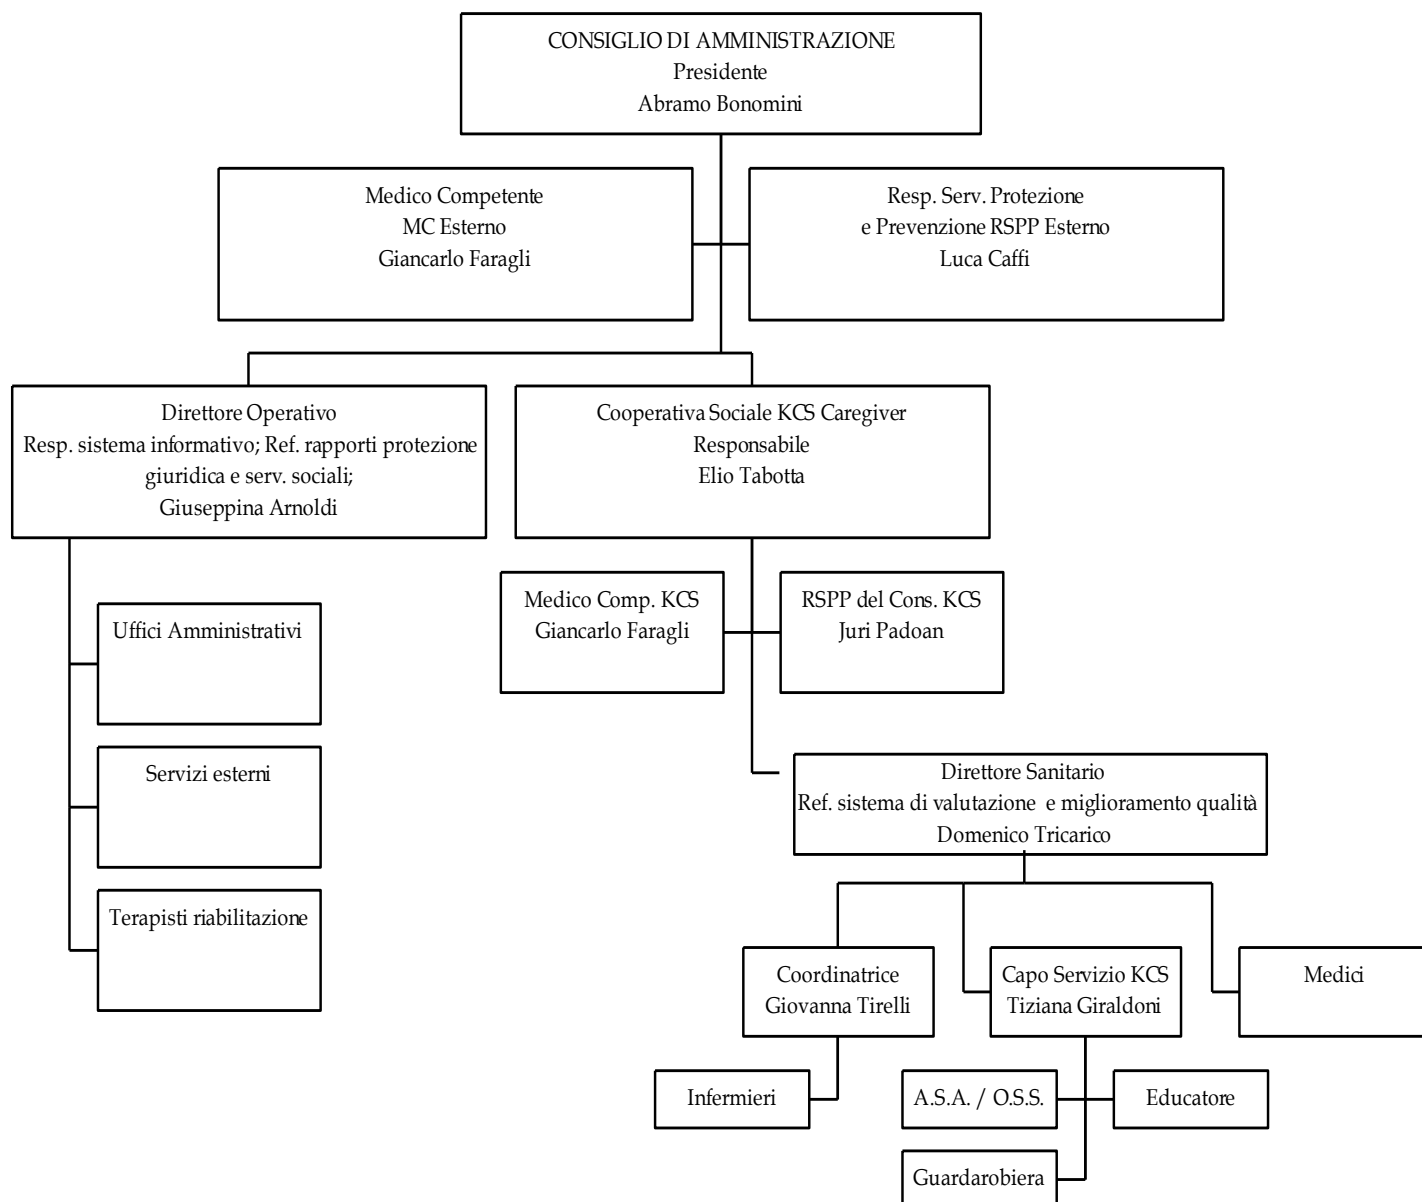 CONSIGLIO DI AMMINISTRAZIONE
Presidente
Abramo Bonomini
Medico Competente
MC Esterno
Giancarlo Faragli
Resp. Serv. Protezione
e Prevenzione RSPP Esterno
Luca Caffi
Direttore Operativo
Resp. sistema informativo; Ref. rapporti protezione
giuridica e serv. sociali;
Giuseppina Arnoldi
Cooperativa Sociale KCS Caregiver
Responsabile
Elio Tabotta
Medico Comp. KCS
Giancarlo Faragli
RSPP del Cons. KCS
Juri Padoan
Uffici Amministrativi
Servizi esterni
Terapisti riabilitazione
Direttore Sanitario
Ref. sistema di valutazione e miglioramento qualità
Domenico Tricarico
Coordinatrice
Giovanna Tirelli
Capo Servizio KCS
Tiziana Giraldoni
Medici
Infermieri
A.S.A. / O.S.S.
Educatore
Guardarobiera